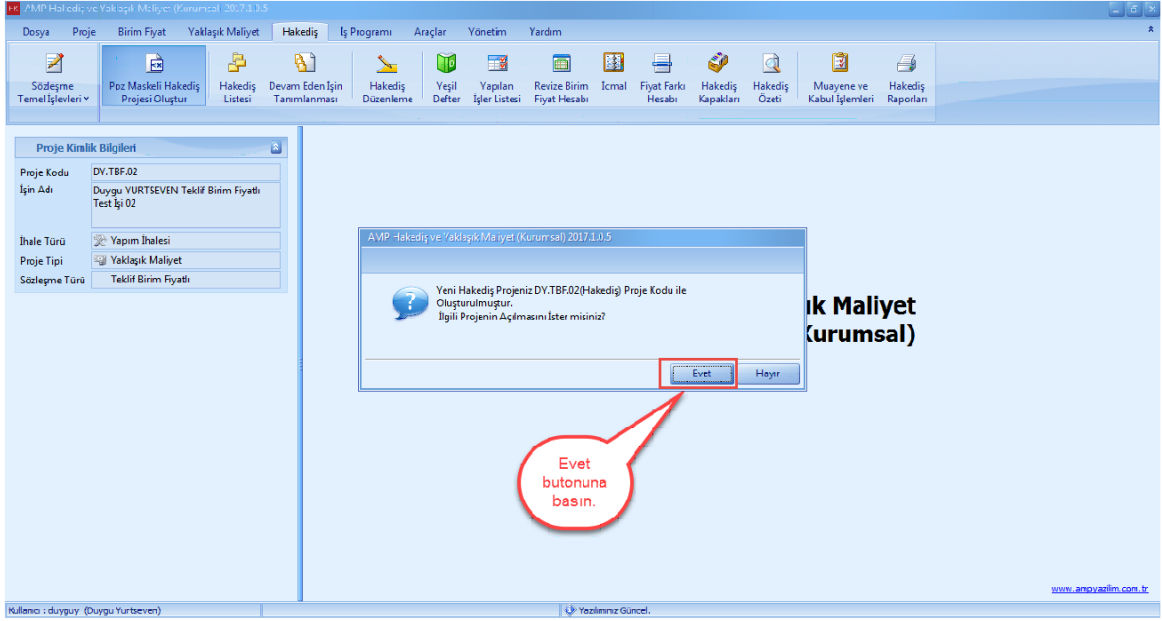 AMP Hakediş ve Yaklaşık Maliyet (Kurumsal) 2017.1.0.5
Dosya Proje Birim Fiyat Yaklaşık Maliyet Hakediş İş Programı Araçlar Yönetim Yardım
Sözleşme Temel İşlevleri
Poz Maskeli Hakediş Projesi Oluştur
Hakediş Listesi
Devam Eden İşin Tanımlanması
Hakediş Düzenleme
Yeşil Defter
Yapılan İşler Listesi
Revize Birim Fiyat Hesabı
İcmal
Fiyat Farkı Hesabı
Hakediş Kapakları
Hakediş Özeti
Muayene ve Kabul İşlemleri
Hakediş Raporları
Proje Kimlik Bilgileri
Proje Kodu DY.TBF.02
İşin Adı Duygu YURTSEVEN Teklif Birim Fiyatlı
Test İşi 02
İhale Türü Yapım İhalesi
Proje Tipi Yaklaşık Maliyet
Sözleşme Türü Teklif Birim Fiyatlı
AMP Hakediş ve Yaklaşık Maliyet (Kurumsal) 2017.1.0.5
Yeni Hakediş Projeniz DY.TBF.02(Hakediş) Proje Kodu ile
Oluşturulmuştur.
İlgili Projenin Açılmasını İster misiniz?
Evet Hayır
Maliyet
Evet
butonuna
basın.
www.ampyazilim.com.tr
Kullanıcı : duyguy (Duygu Yurtseven) Yazılımınız Güncel.